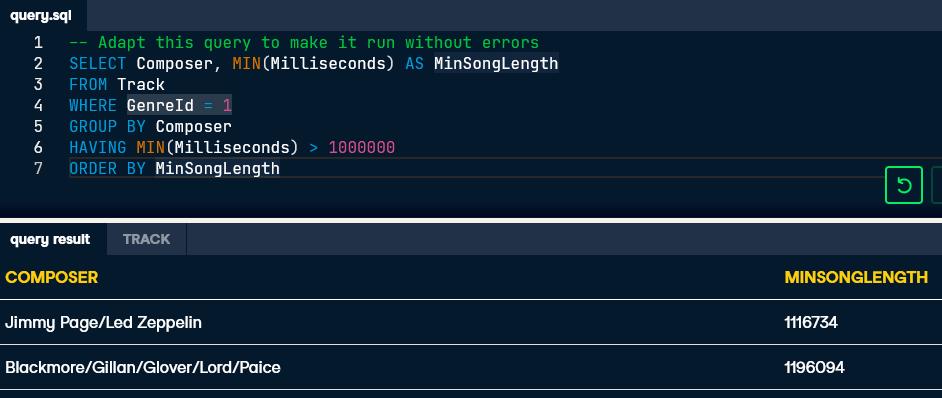 query.sql
1 -- Adapt this query to make it run without errors
2 SELECT Composer, MIN(Milliseconds) AS MinSongLength
3 FROM Track
4 WHERE GenreId = 1
5 GROUP BY Composer
6 HAVING MIN(Milliseconds) > 1000000
7 ORDER BY MinSongLength
query result TRACK
COMPOSER MINSONGLENGTH
Jimmy Page/Led Zeppelin 1116734
Blackmore/Gillan/Glover/Lord/Paice 1196094